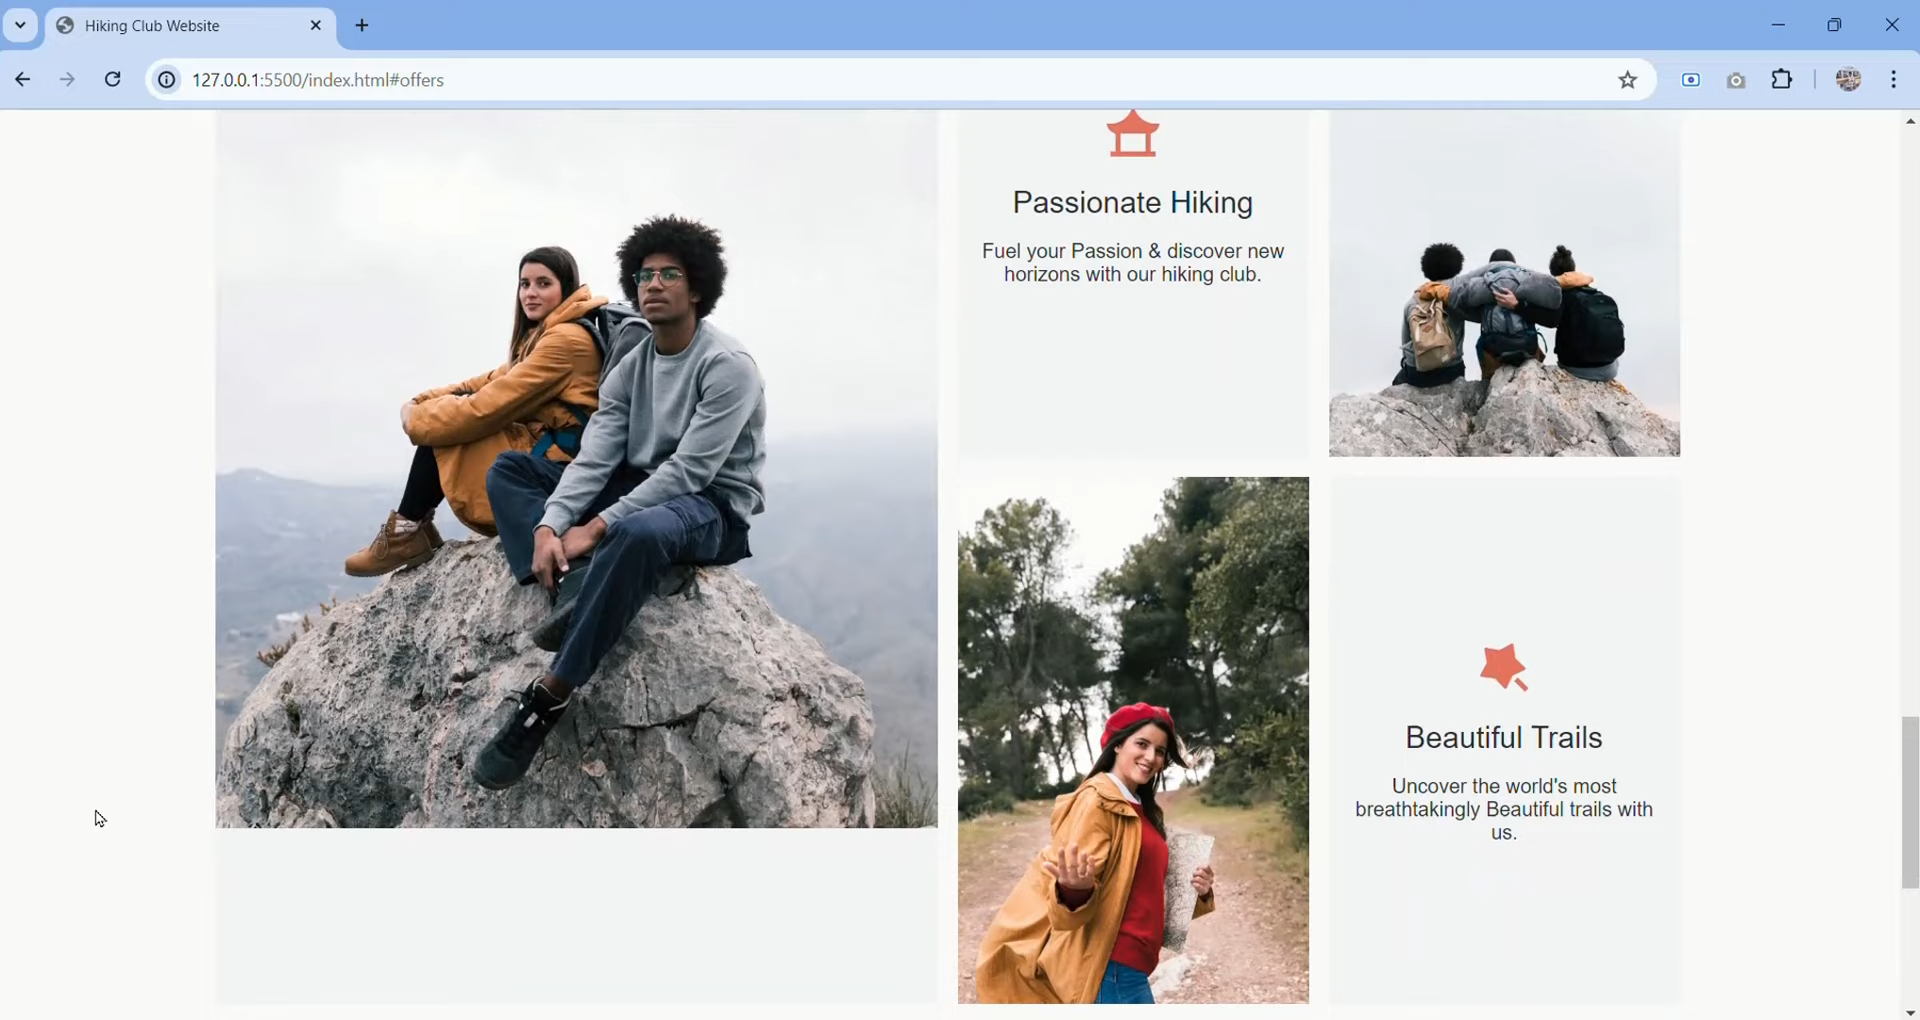 Hiking Club Website
127.0.0.1:5500/index.html#offers
Passionate Hiking
Fuel your Passion & discover new
horizons with our hiking club.
Beautiful Trails
Uncover the world's most
breathtakingly Beautiful trails with
us.